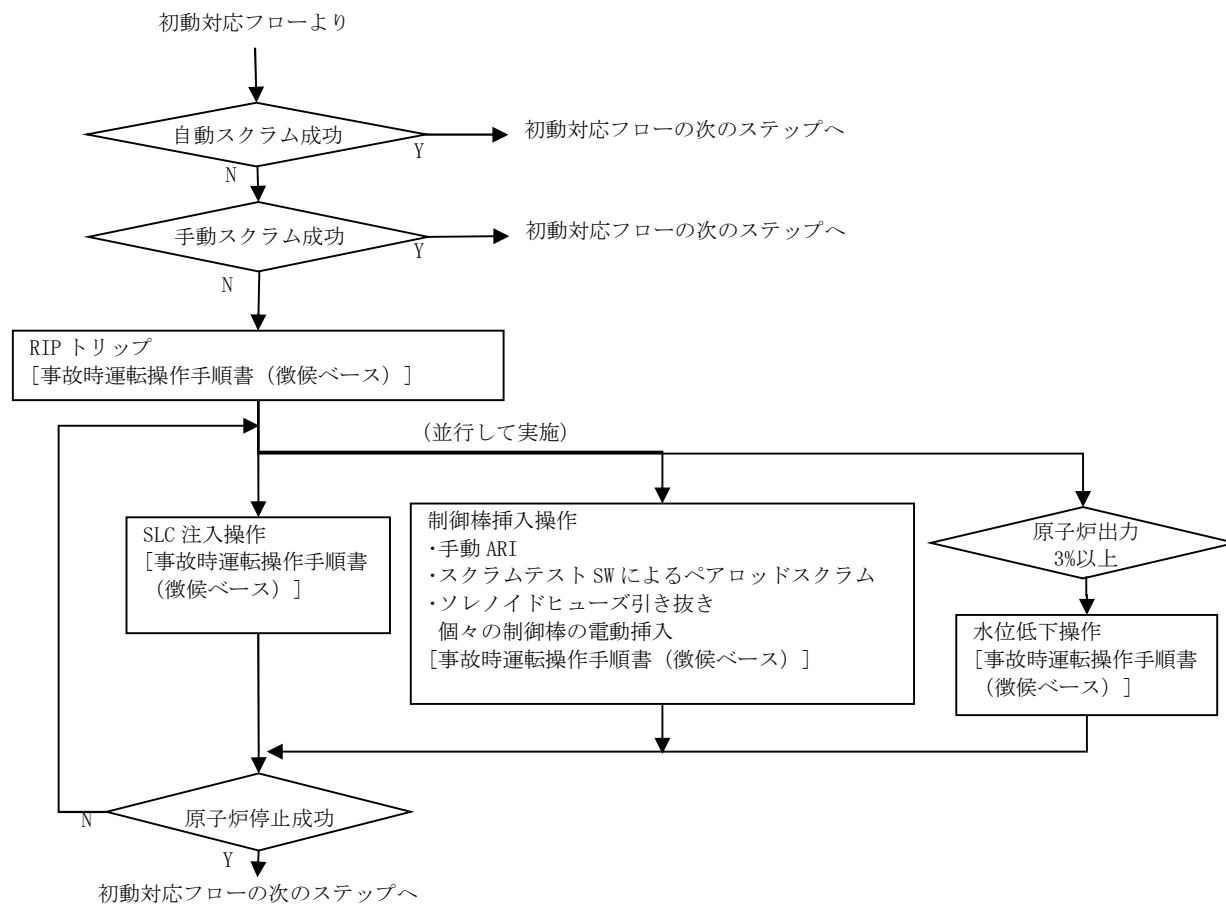 初動対応フローより
自動スクラム成功
初動対応フローの次のステップへ
Y
N
手動スクラム成功
初動対応フローの次のステップへ
Y
N
RIP トリップ
[事故時運転操作手順書（徴候ベース）]
(並行して実施)
SLC 注入操作
[事故時運転操作手順書
（徴候ベース）]
制御棒挿入操作
・手動 ARI
・スクラムテスト SW によるペアロッドスクラム
・ソレノイドヒューズ引き抜き
個々の制御棒の電動挿入
[事故時運転操作手順書（徴候ベース）]
原子炉出力
3%以上
水位低下操作
[事故時運転操作手順書
（徴候ベース）]
原子炉停止成功
N
Y
初動対応フローの次のステップへ